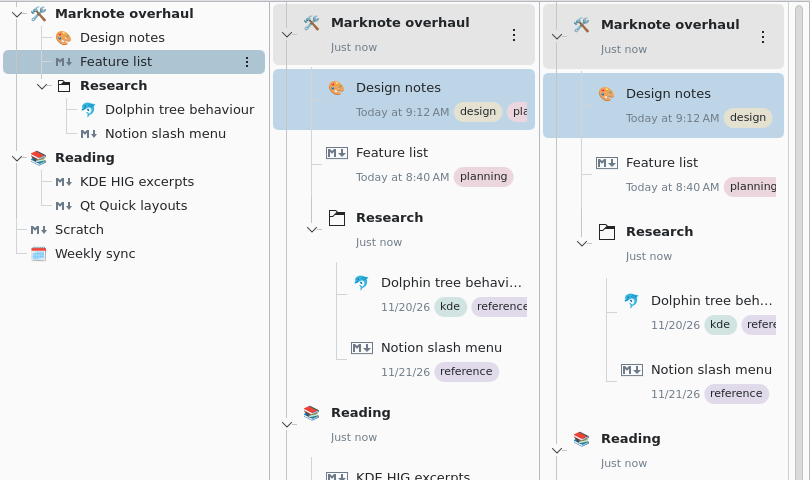 Marknote overhaul
Design notes
Feature list
Research
Dolphin tree behaviour
Notion slash menu
Reading
KDE HIG excerpts
Qt Quick layouts
Scratch
Weekly sync
Marknote overhaul
Just now
Design notes
Today at 9:12 AM design pla
Feature list
Today at 8:40 AM planning
Research
Just now
Dolphin tree behavi…
11/20/26 kde reference
Notion slash menu
11/21/26 reference
Reading
Just now
KDE HIG excerpts
Marknote overhaul
Just now
Design notes
Today at 9:12 AM design
Feature list
Today at 8:40 AM planning
Research
Just now
Dolphin tree beh…
11/20/26 kde refere
Notion slash menu
11/21/26 reference
Reading
Just now